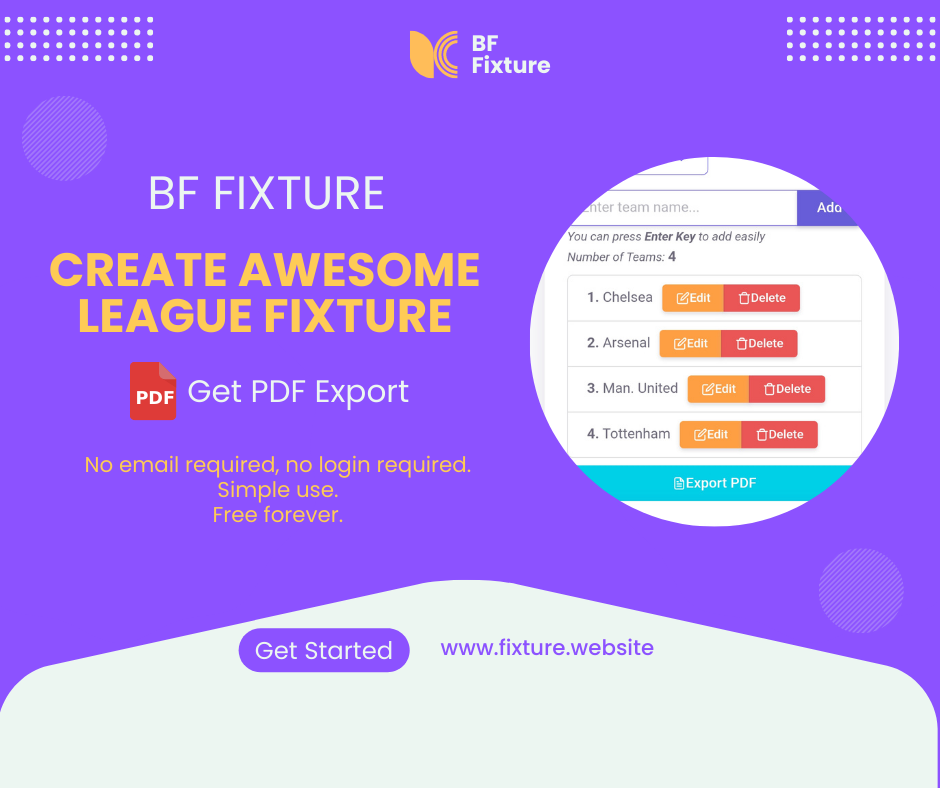 BF
Fixture
BF FIXTURE
CREATE AWESOME
LEAGUE FIXTURE
PDF Get PDF Export
No email required, no login required.
Simple use.
Free forever.
Enter team name... Add
You can press Enter Key to add easily
Number of Teams: 4
1. Chelsea Edit Delete
2. Arsenal Edit Delete
3. Man. United Edit Delete
4. Tottenham Edit Delete
Export PDF
Get Started www.fixture.website